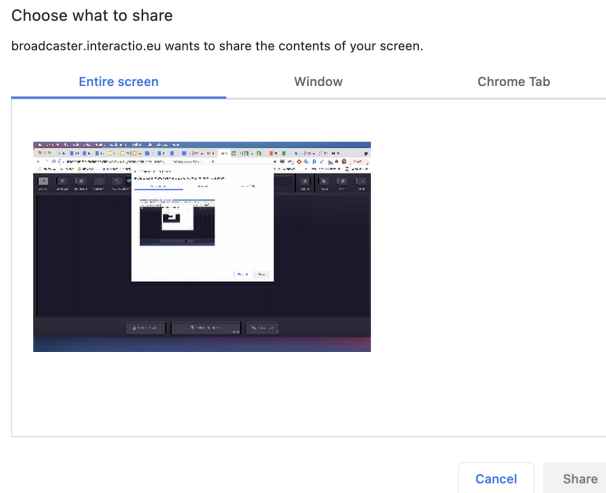 Choose what to share
broadcaster.interactio.eu wants to share the contents of your screen.
Entire screen
Window
Chrome Tab
Cancel
Share